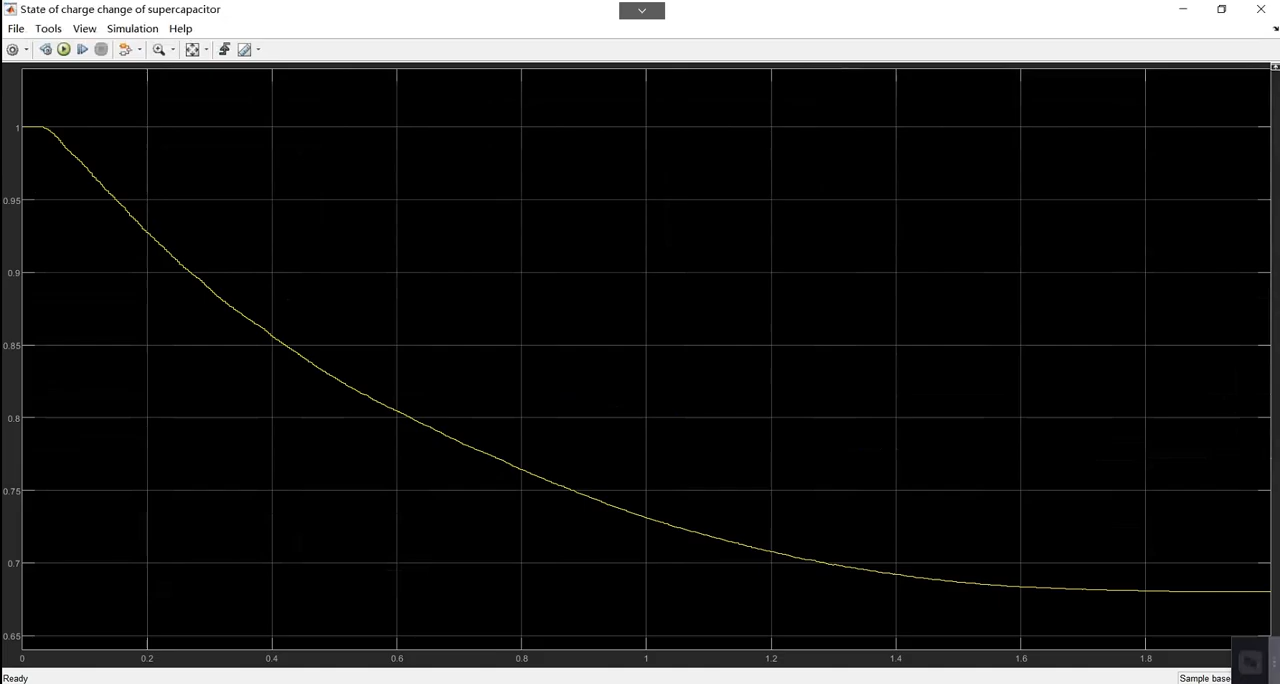 State of charge change of supercapacitor
File Tools View Simulation Help
1
0.95
0.9
0.85
0.8
0.75
0.7
0.65
0 0.2 0.4 0.6 0.8 1 1.2 1.4 1.6 1.8
Ready
Sample base